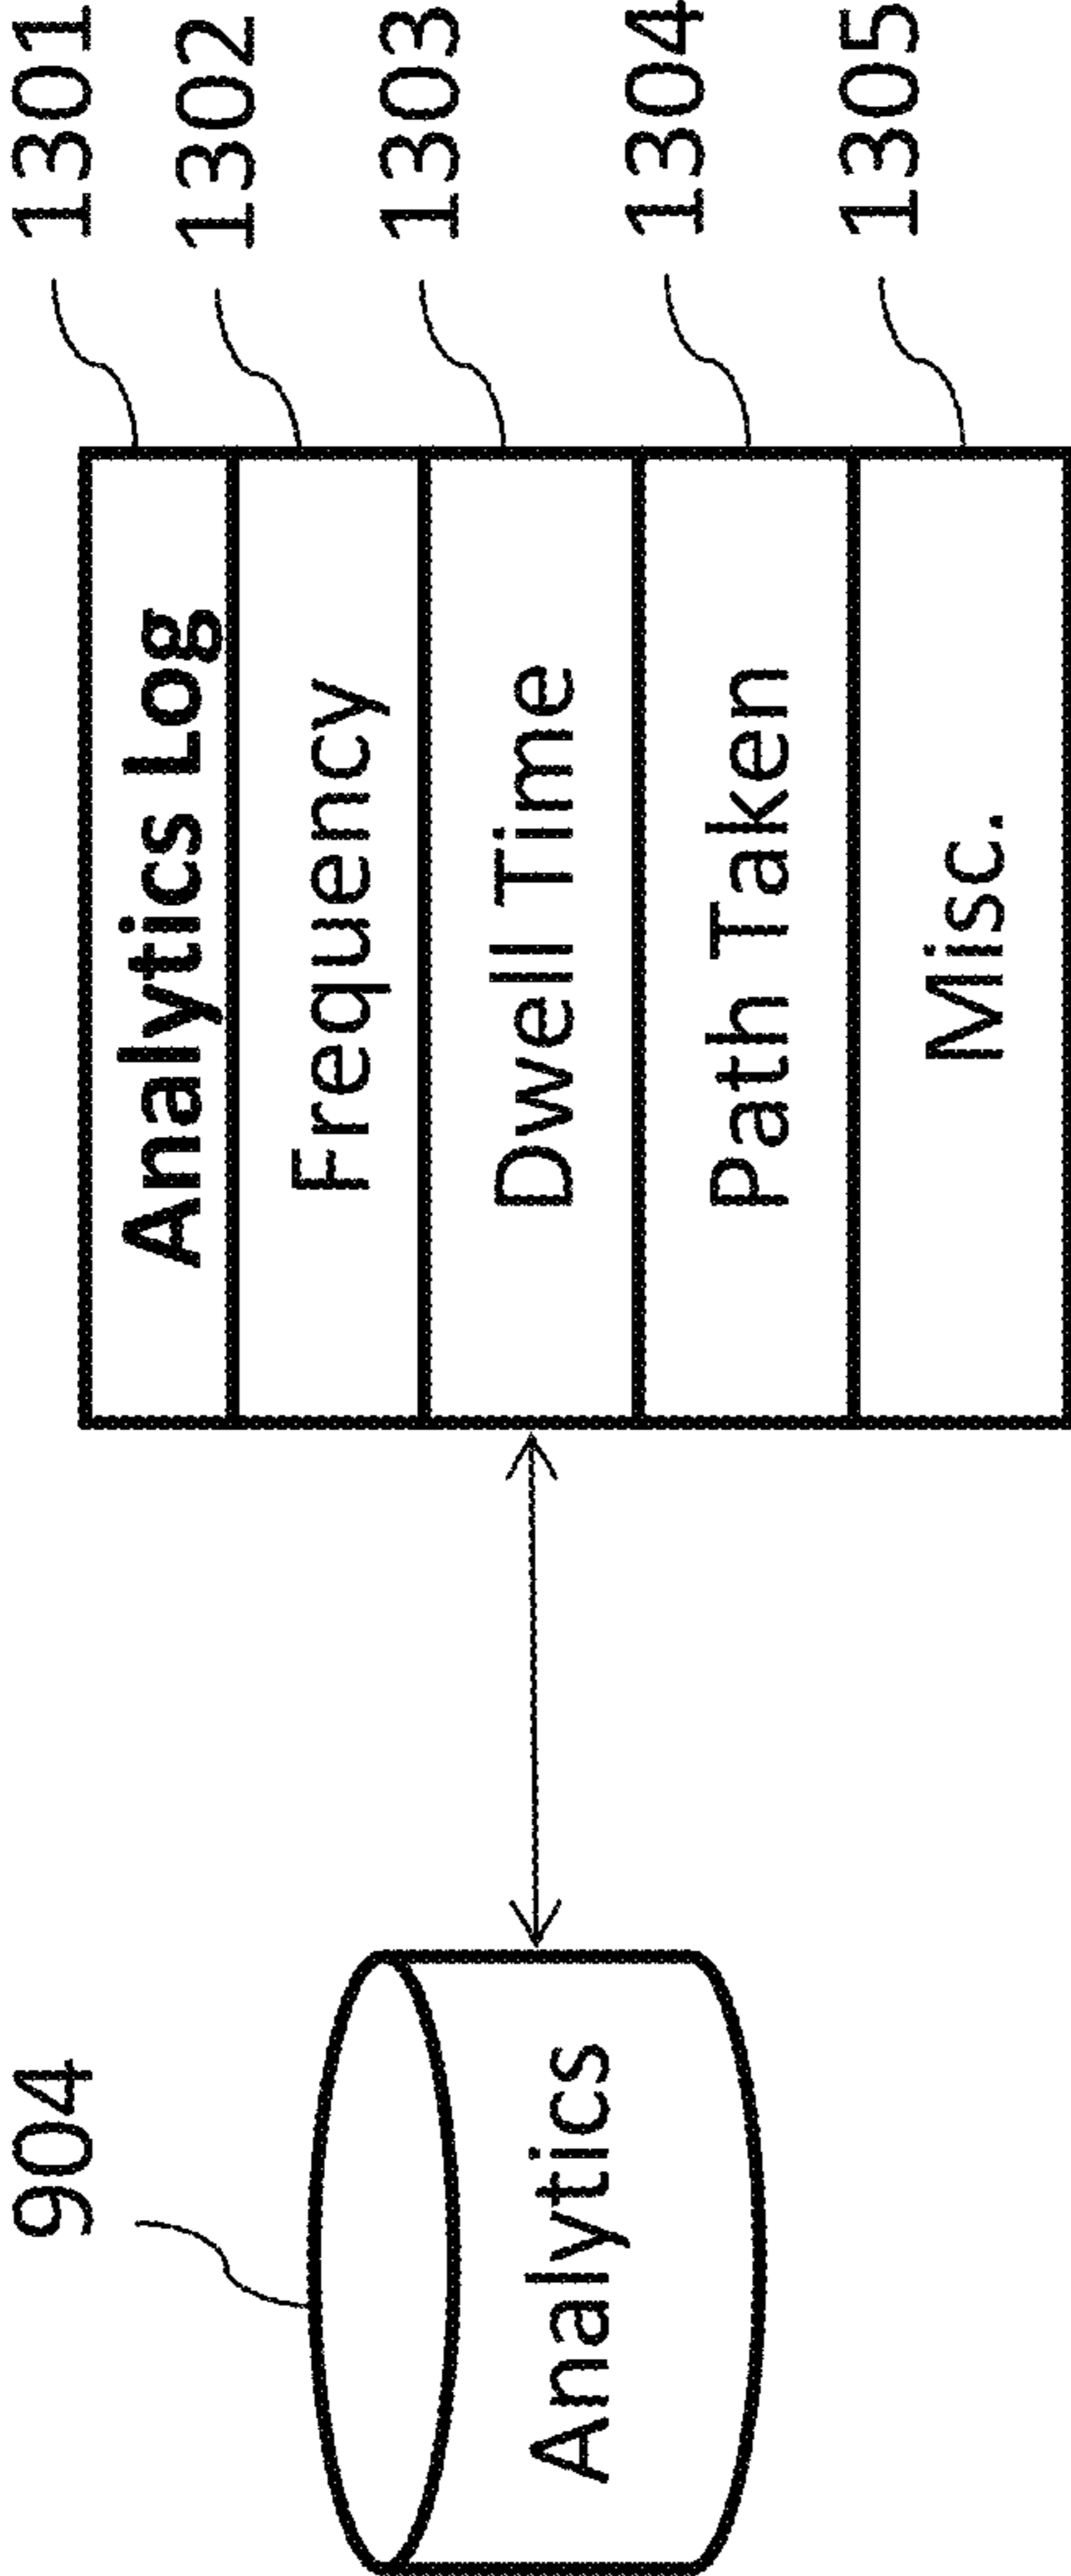 904
Analytics
Analytics Log
1301
Frequency
1302
Dwell Time
1303
Path Taken
1304
Misc.
1305